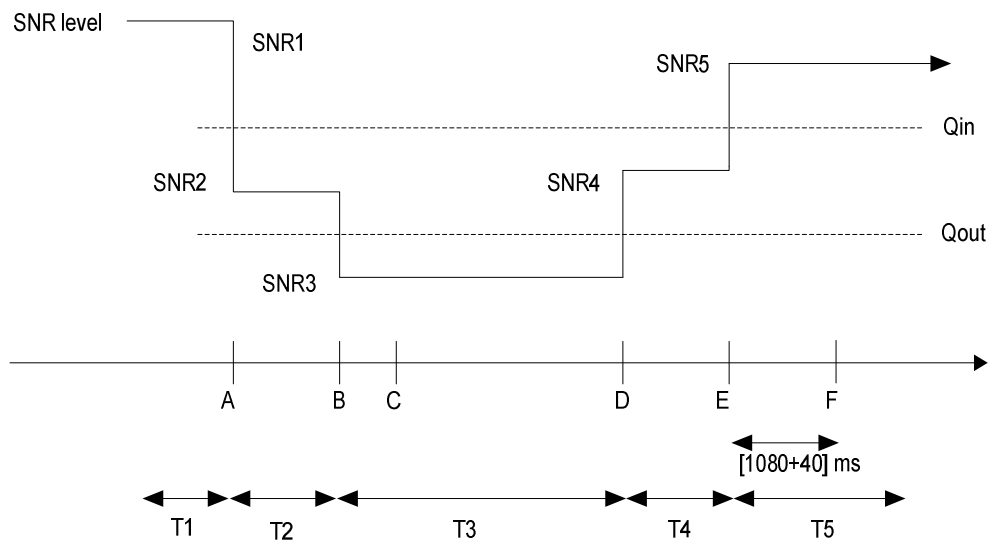 SNR level
SNR1
SNR5
Qin
SNR2
SNR4
Qout
SNR3
A B C D E F
[1080+40] ms
T1 T2 T3 T4 T5